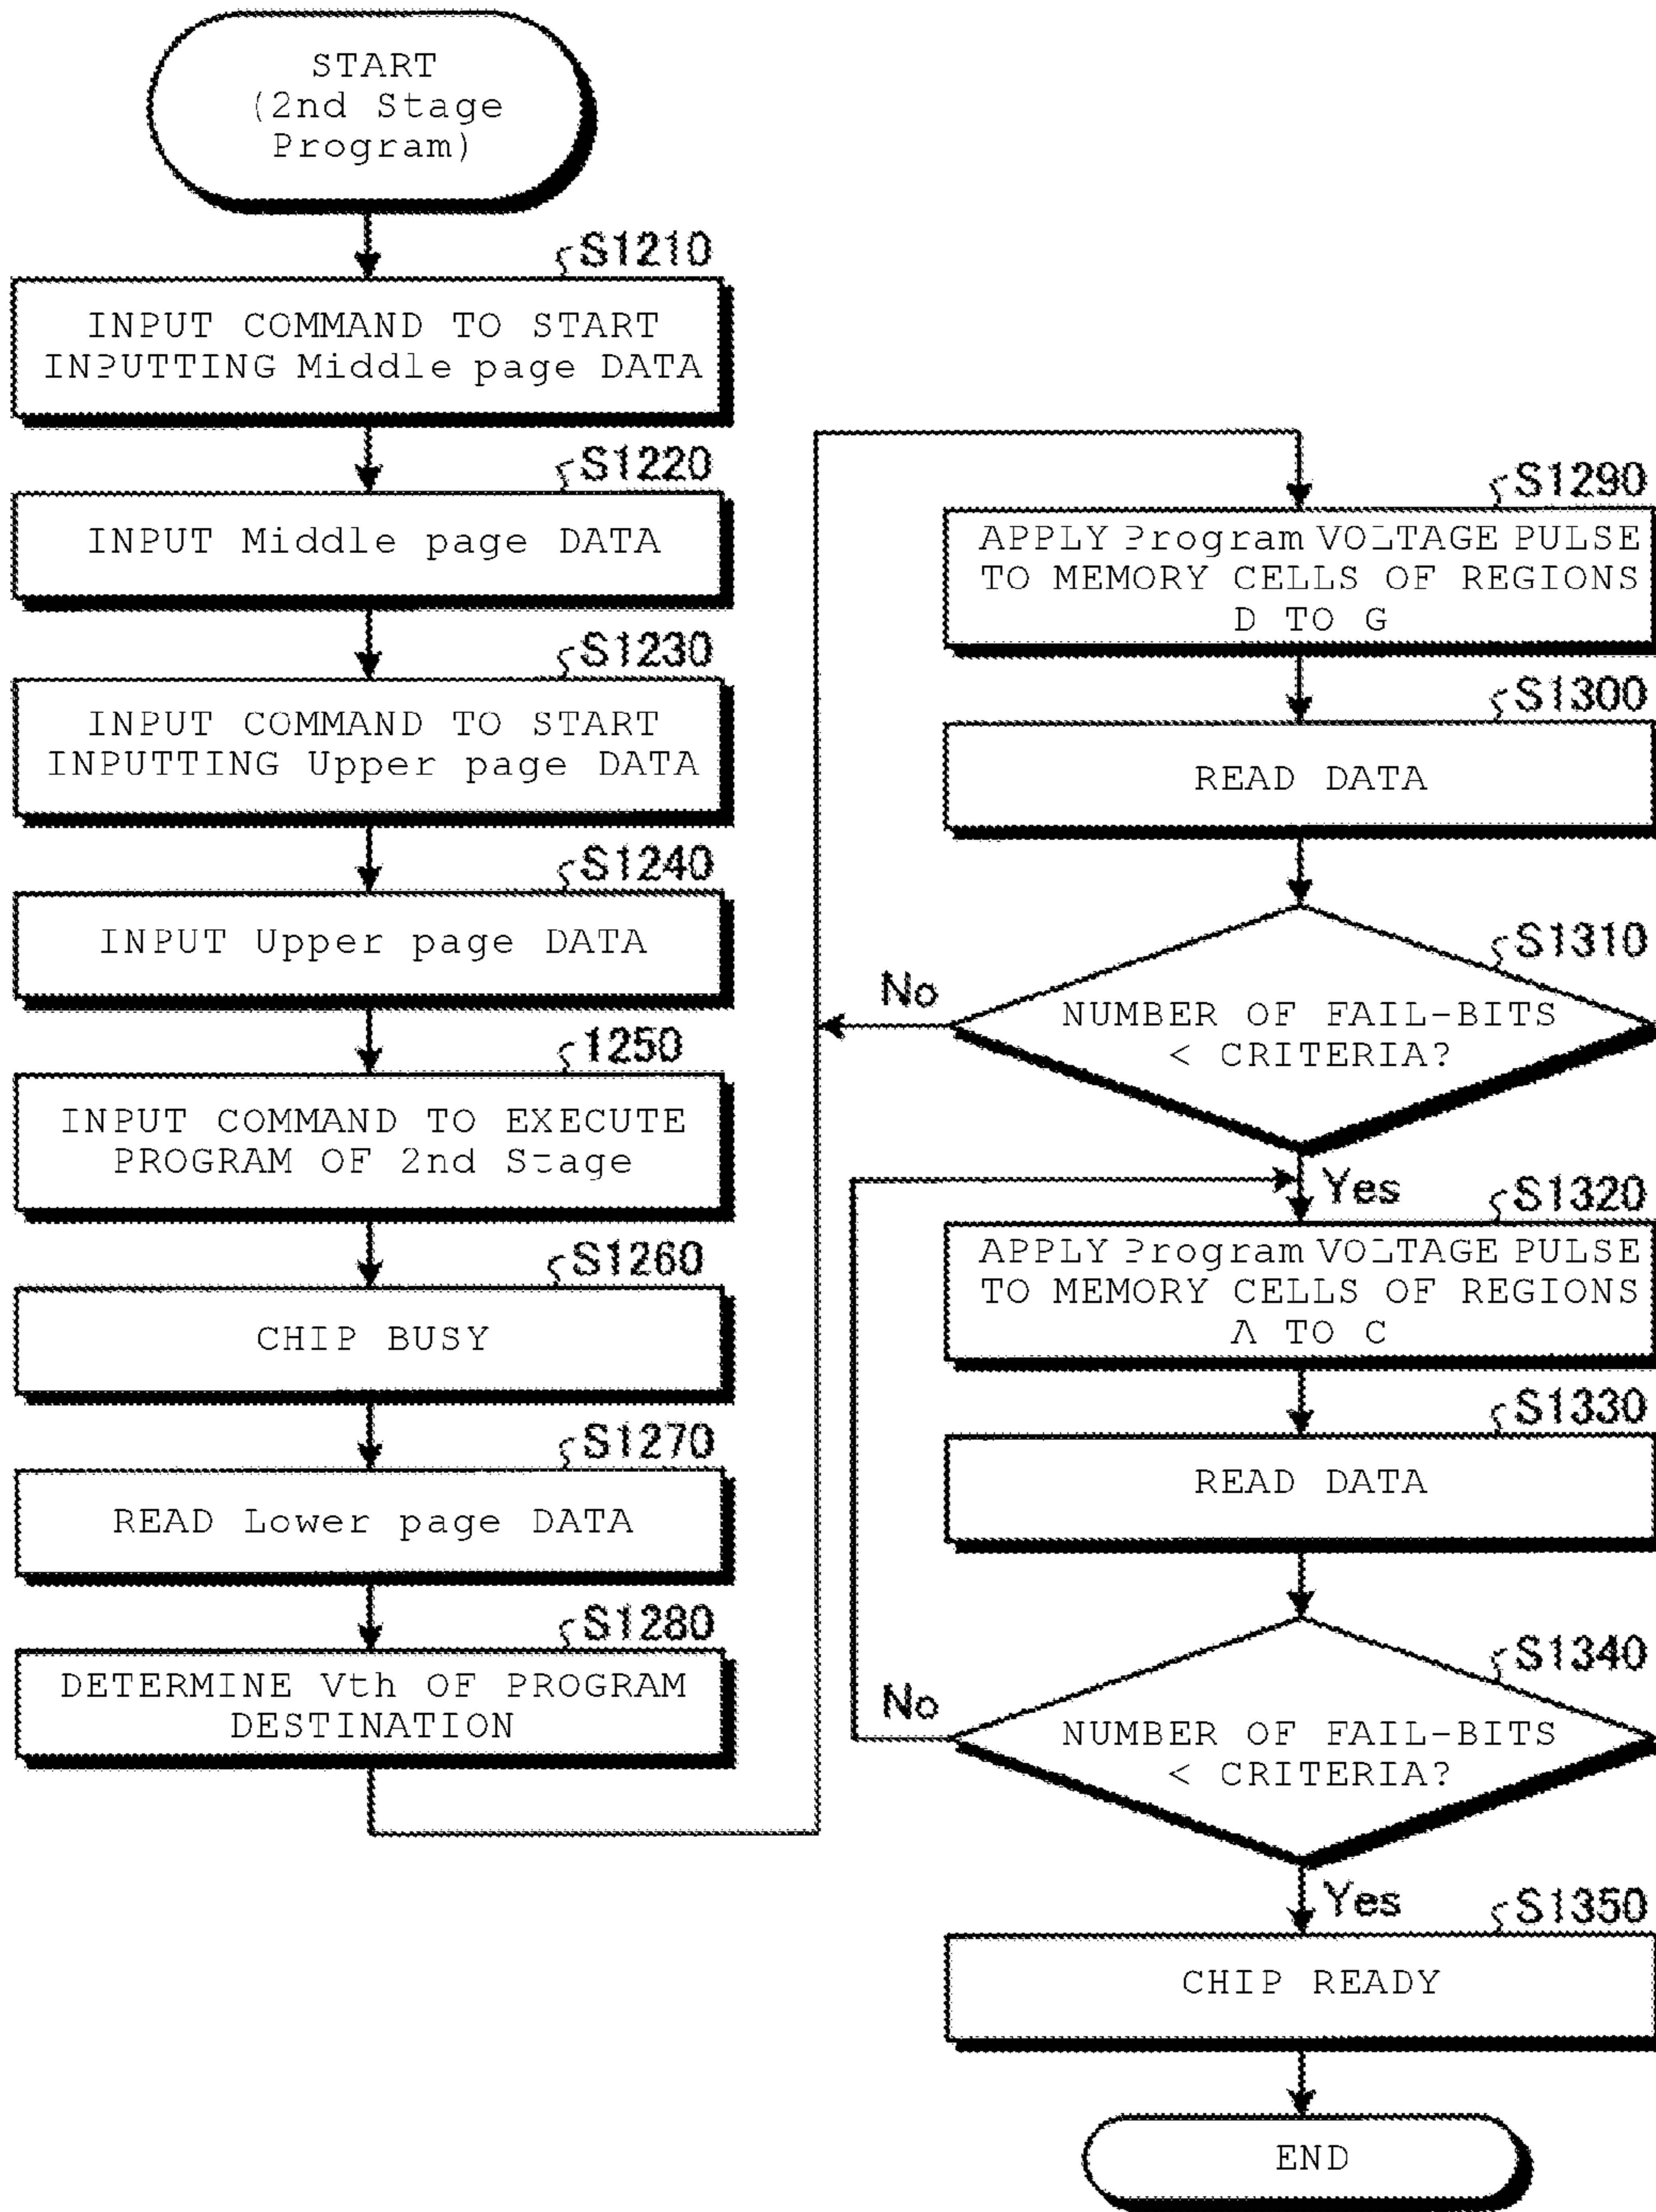 START
(2nd Stage
Program)
S1210
INPUT COMMAND TO START
INPUTTING Middle page DATA
S1220
INPUT Middle page DATA
S1230
INPUT COMMAND TO START
INPUTTING Upper page DATA
S1240
INPUT Upper page DATA
1250
INPUT COMMAND TO EXECUTE
PROGRAM OF 2nd Stage
S1260
CHIP BUSY
S1270
READ Lower page DATA
S1280
DETERMINE Vth OF PROGRAM
DESTINATION
S1290
APPLY Program VOLTAGE PULSE
TO MEMORY CELLS OF REGIONS
D TO G
S1300
READ DATA
S1310
No
NUMBER OF FAIL-BITS
< CRITERIA?
Yes
S1320
APPLY Program VOLTAGE PULSE
TO MEMORY CELLS OF REGIONS
A TO C
S1330
READ DATA
S1340
No
NUMBER OF FAIL-BITS
< CRITERIA?
Yes
S1350
CHIP READY
END